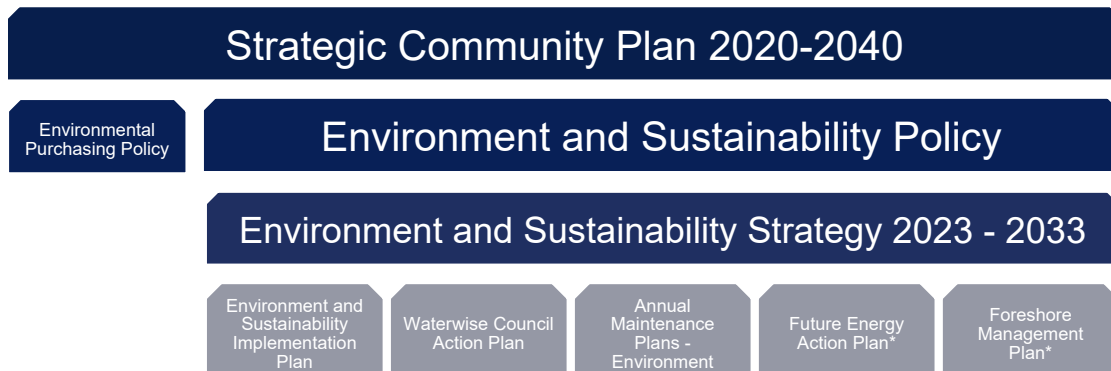 Strategic Community Plan 2020-2040
Environmental
Purchasing Policy
Environment and Sustainability Policy
Environment and Sustainability Strategy 2023 - 2033
Environment and
Sustainability
Implementation
Plan
Waterwise Council
Action Plan
Annual
Maintenance
Plans -
Environment
Future Energy
Action Plan*
Foreshore
Management
Plan*